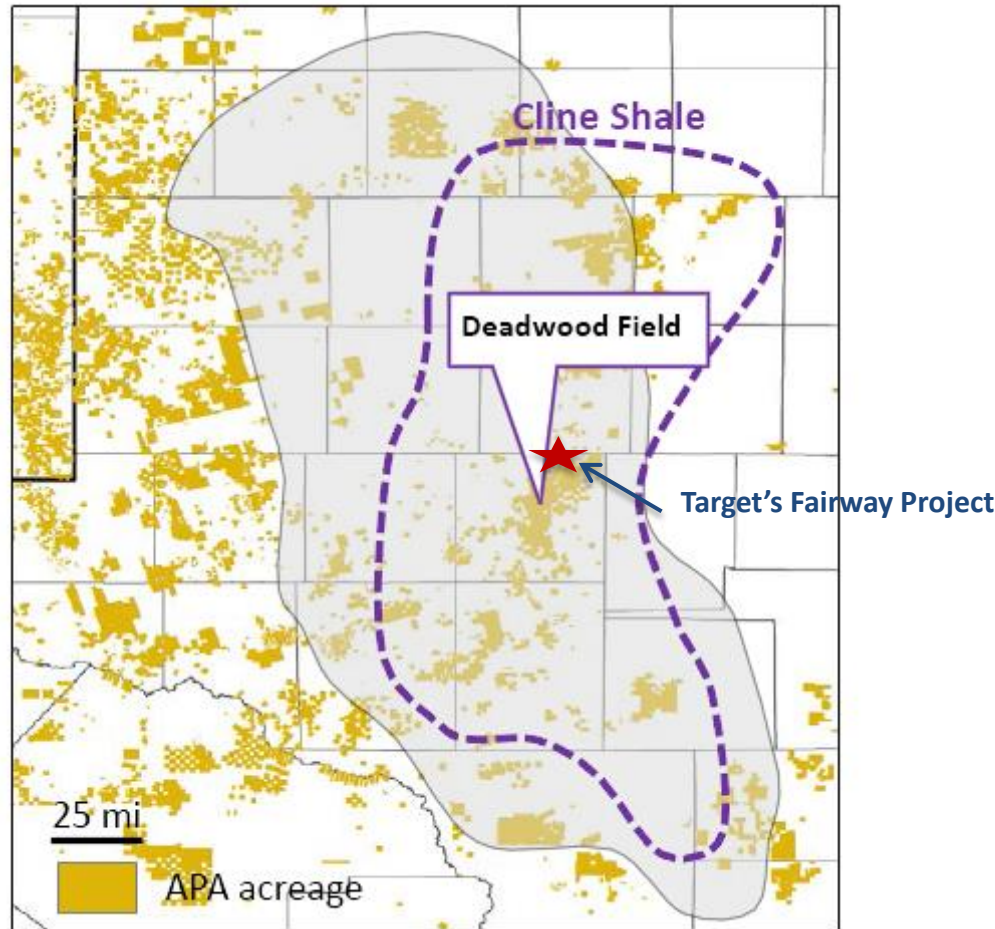 Cline Shale
Deadwood Field
Target's Fairway Project
25 mi
APA acreage